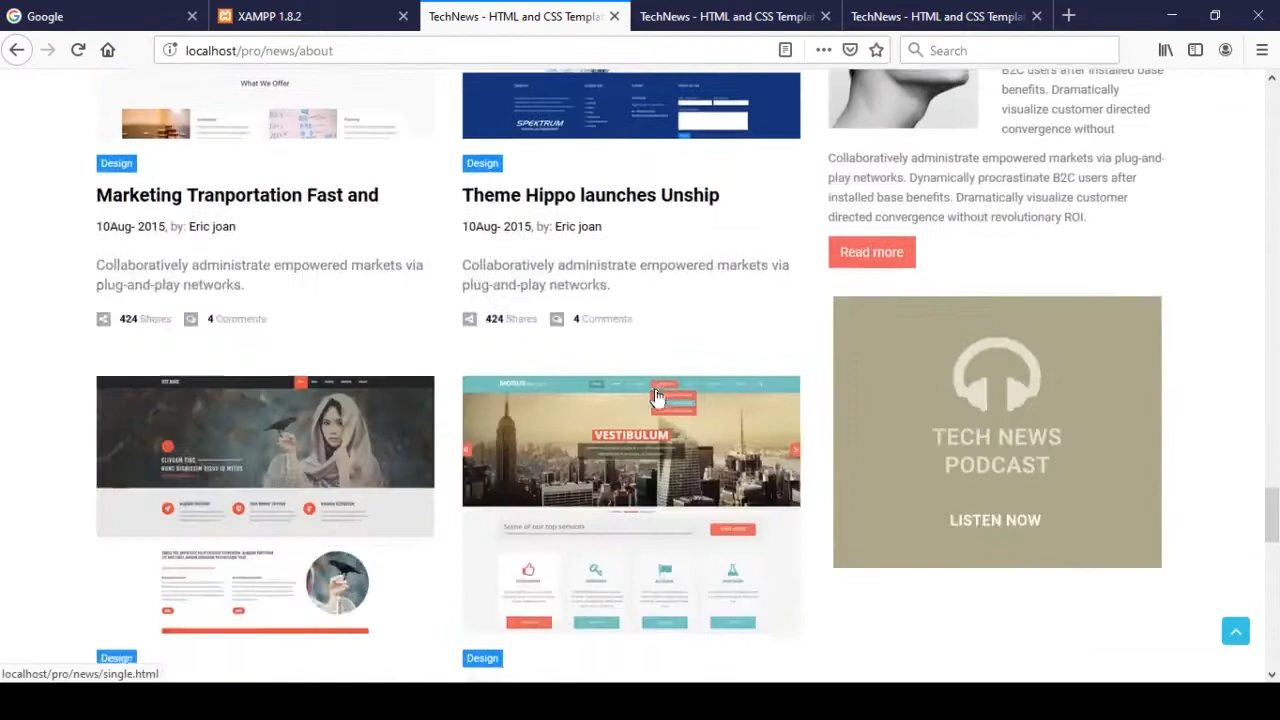 Google
XAMPP 1.8.2
TechNews - HTML and CSS Templat
TechNews - HTML and CSS Templat
TechNews - HTML and CSS Templat
localhost/pro/news/about
Search
What We Offer
SPEKTRUM
B2C users after installed base
benefits. Dramatically
visualize customer directed
convergence without
Design
Marketing Tranportation Fast and
10Aug- 2015, by: Eric joan
Collaboratively administrate empowered markets via
plug-and-play networks.
424 Shares 4 Comments
Design
Theme Hippo launches Unship
10Aug- 2015, by: Eric joan
Collaboratively administrate empowered markets via
plug-and-play networks.
424 Shares 4 Comments
Collaboratively administrate empowered markets via plug-and-
play networks. Dynamically procrastinate B2C users after
installed base benefits. Dramatically visualize customer
directed convergence without revolutionary ROI.
Read more
VESTIBULUM
Some of our top services
TECH NEWS
PODCAST
LISTEN NOW
Design
Design
localhost/pro/news/single.html